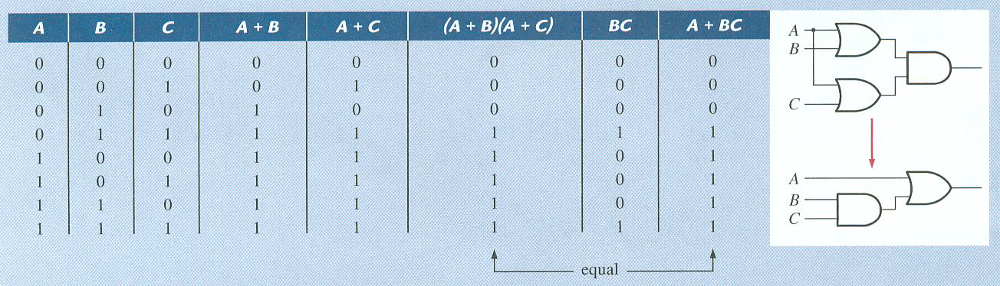 A B C A + B A + C (A + B)(A + C) BC A + BC
0 0 0 0 0 0 0 0
0 0 1 0 1 0 0 0
0 1 0 1 0 0 0 0
0 1 1 1 1 1 1 1
1 0 0 1 1 1 0 1
1 0 1 1 1 1 0 1
1 1 0 1 1 1 0 1
1 1 1 1 1 1 1 1
equal
A
B
C
A
B
C